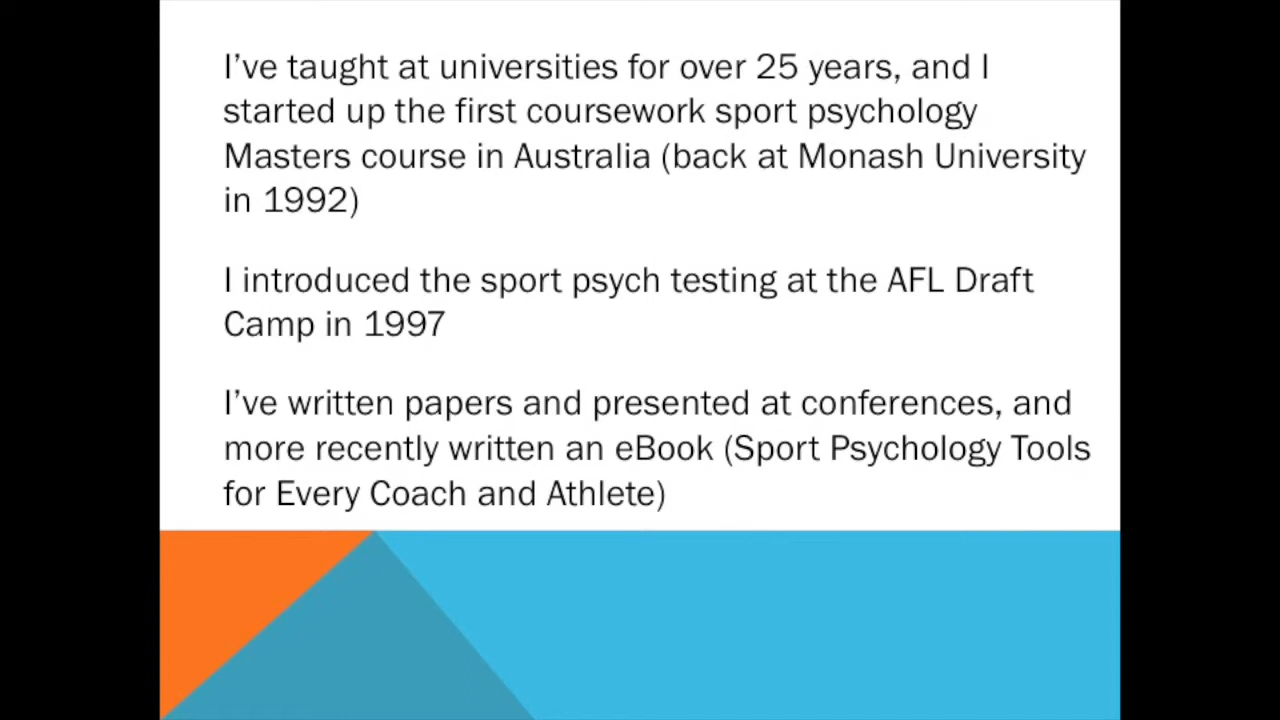 I’ve taught at universities for over 25 years, and I
started up the first coursework sport psychology
Masters course in Australia (back at Monash University
in 1992)
I introduced the sport psych testing at the AFL Draft
Camp in 1997
I’ve written papers and presented at conferences, and
more recently written an eBook (Sport Psychology Tools
for Every Coach and Athlete)